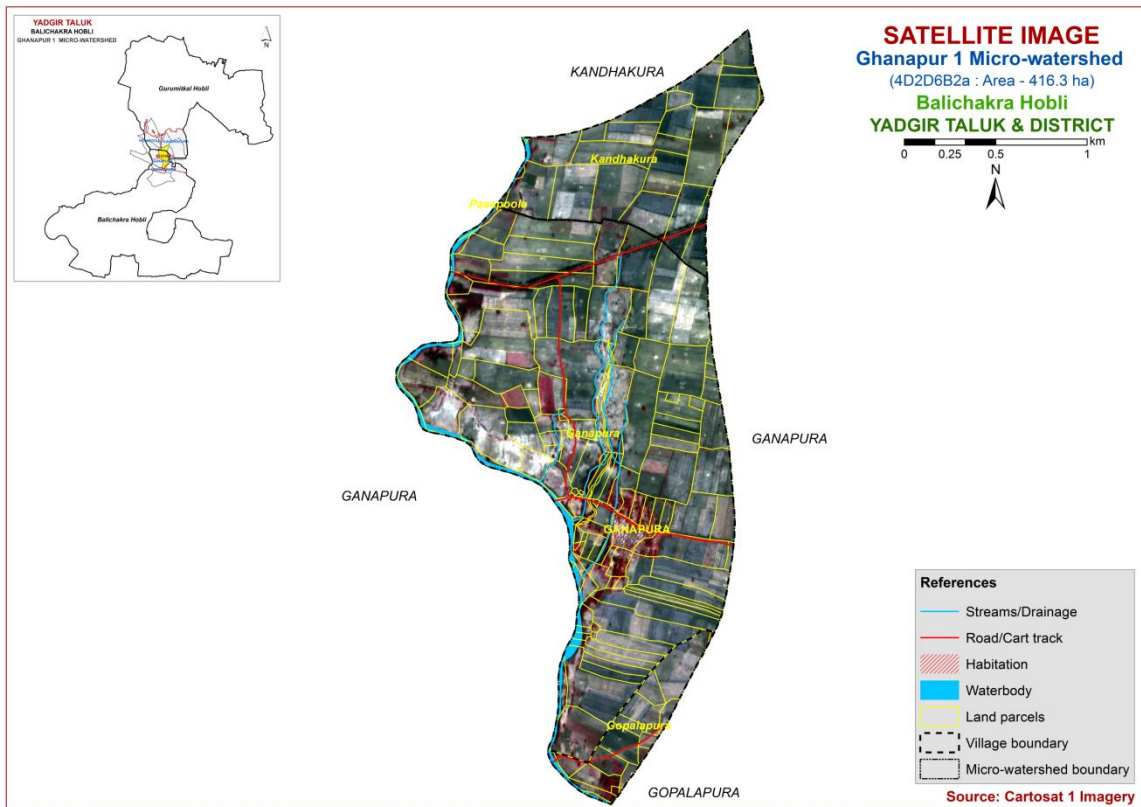 YADGIR TALUK
BALICHAKRA HOBLI
GHANAPUR 1 MICRO-WATERSHED
N
Gurumitkal Hobli
Balichakra Hobli
SATELLITE IMAGE
Ghanapur 1 Micro-watershed
(4D2D6B2a : Area - 416.3 ha)
Balichakra Hobli
YADGIR TALUK & DISTRICT
0 0.25 0.5 1
km
N
KANDHAKURA
Kandhakura
Ganapura
GANAPURA
GANAPURA
GANAPURA
Gopalapura
GOPALAPURA
References
Streams/Drainage
Road/Cart track
Habitation
Waterbody
Land parcels
Village boundary
Micro-watershed boundary
Source: Cartosat 1 Imagery